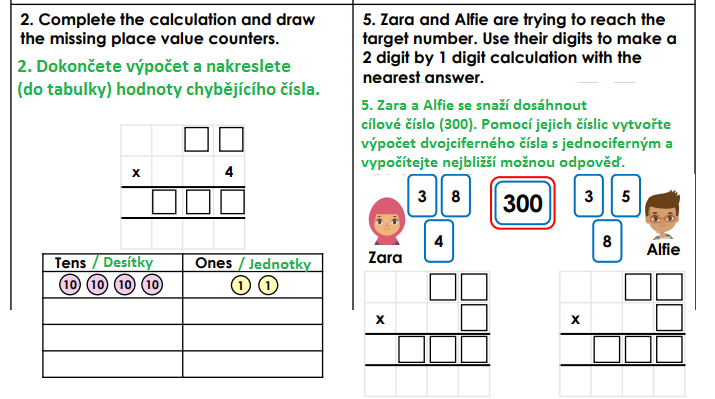 2. Complete the calculation and draw
the missing place value counters.
2. Dokončete výpočet a nakreslete
(do tabulky) hodnoty chybějícího čísla.
x 4
Tens / Desítky Ones / Jednotky
10 10 10 10 1 1
5. Zara and Alfie are trying to reach the
target number. Use their digits to make a
2 digit by 1 digit calculation with the
nearest answer.
5. Zara a Alfie se snaží dosáhnout
cílové číslo (300). Pomocí jejich číslic vytvořte
výpočet dvojciferného čísla s jednociferným a
vypočítejte nejbližší možnou odpověď.
3 8 300 3 5
4 8
Zara Alfie
x x